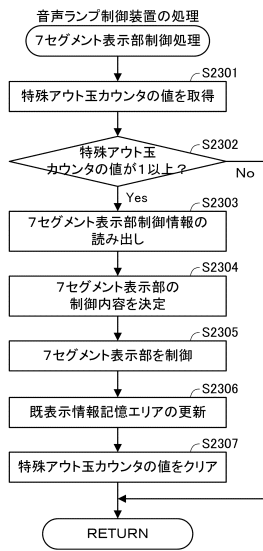 音声ランプ制御装置の処理
7セグメント表示部制御処理
S2301
特殊アウト玉カウンタの値を取得
S2302
特殊アウト玉
カウンタの値が1以上?
No
Yes
S2303
7セグメント表示部制御情報の
読み出し
S2304
7セグメント表示部の
制御内容を決定
S2305
7セグメント表示部を制御
S2306
既表示情報記憶エリアの更新
S2307
特殊アウト玉カウンタの値をクリア
RETURN